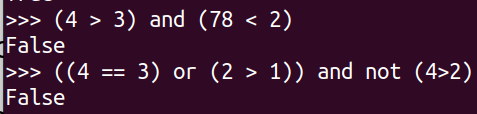 >>> (4 > 3) and (78 < 2)
False
>>> ((4 == 3) or (2 > 1)) and not (4>2)
False